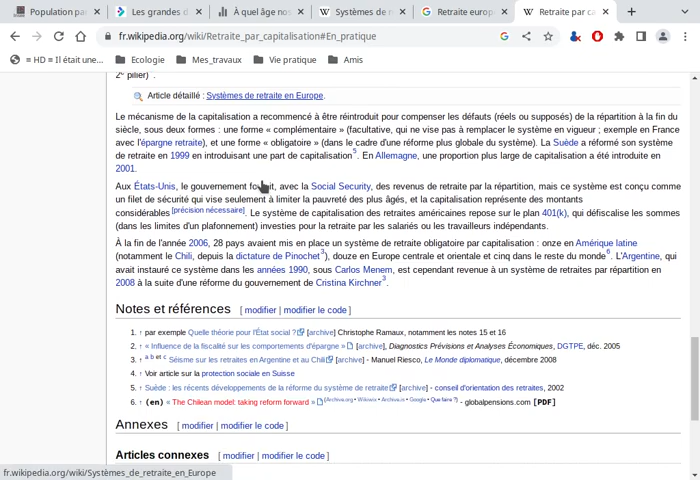 Population pa
Les grandes d
À quel âge nos
Systèmes de r
Retraite europ
Retraite par ca
fr.wikipedia.org/wiki/Retraite_par_capitalisation#En_pratique
≡ HD ≡ Il était une...
Ecologie
Mes_travaux
Vie pratique
Amis
2e pilier) .
Article détaillé : Systèmes de retraite en Europe.
Le mécanisme de la capitalisation a recommencé à être réintroduit pour compenser les défauts (réels ou supposés) de la répartition à la fin du
siècle, sous deux formes : une forme « complémentaire » (facultative, qui ne vise pas à remplacer le système en vigueur ; exemple en France
avec l'épargne retraite), et une forme « obligatoire » (dans le cadre d'une réforme plus globale du système). La Suède a réformé son système
de retraite en 1999 en introduisant une part de capitalisation5. En Allemagne, une proportion plus large de capitalisation a été introduite en
2001.
Aux États-Unis, le gouvernement fournit, avec la Social Security, des revenus de retraite par la répartition, mais ce système est conçu comme
un filet de sécurité qui vise seulement à limiter la pauvreté des plus âgés, et la capitalisation représente des montants
considérables[précision nécessaire]. Le système de capitalisation des retraites américaines repose sur le plan 401(k), qui défiscalise les sommes
(dans les limites d'un plafonnement) investies pour la retraite par les salariés ou les travailleurs indépendants.
À la fin de l'année 2006, 28 pays avaient mis en place un système de retraite obligatoire par capitalisation : onze en Amérique latine
(notamment le Chili, depuis la dictature de Pinochet3), douze en Europe centrale et orientale et cinq dans le reste du monde6. L'Argentine, qui
avait instauré ce système dans les années 1990, sous Carlos Menem, est cependant revenue à un système de retraites par répartition en
2008 à la suite d'une réforme du gouvernement de Cristina Kirchner3.
Notes et références [ modifier | modifier le code ]
1. ↑ par exemple Quelle théorie pour l'État social ? [archive] Christophe Ramaux, notamment les notes 15 et 16
2. ↑ « Influence de la fiscalité sur les comportements d'épargne » [archive], Diagnostics Prévisions et Analyses Économiques, DGTPE, déc. 2005
3. ↑ a b et c Séisme sur les retraites en Argentine et au Chili [archive] - Manuel Riesco, Le Monde diplomatique, décembre 2008
4. ↑ Voir article sur la protection sociale en Suisse
5. ↑ Suède : les récents développements de la réforme du système de retraite [archive] - conseil d'orientation des retraites, 2002
6. ↑ (en) « The Chilean model: taking reform forward » (Archive.org • Wikiwix • Archive.is • Google • Que faire ?) - globalpensions.com [PDF]
Annexes [ modifier | modifier le code ]
Articles connexes [ modifier | modifier le code ]
fr.wikipedia.org/wiki/Systèmes_de_retraite_en_Europe